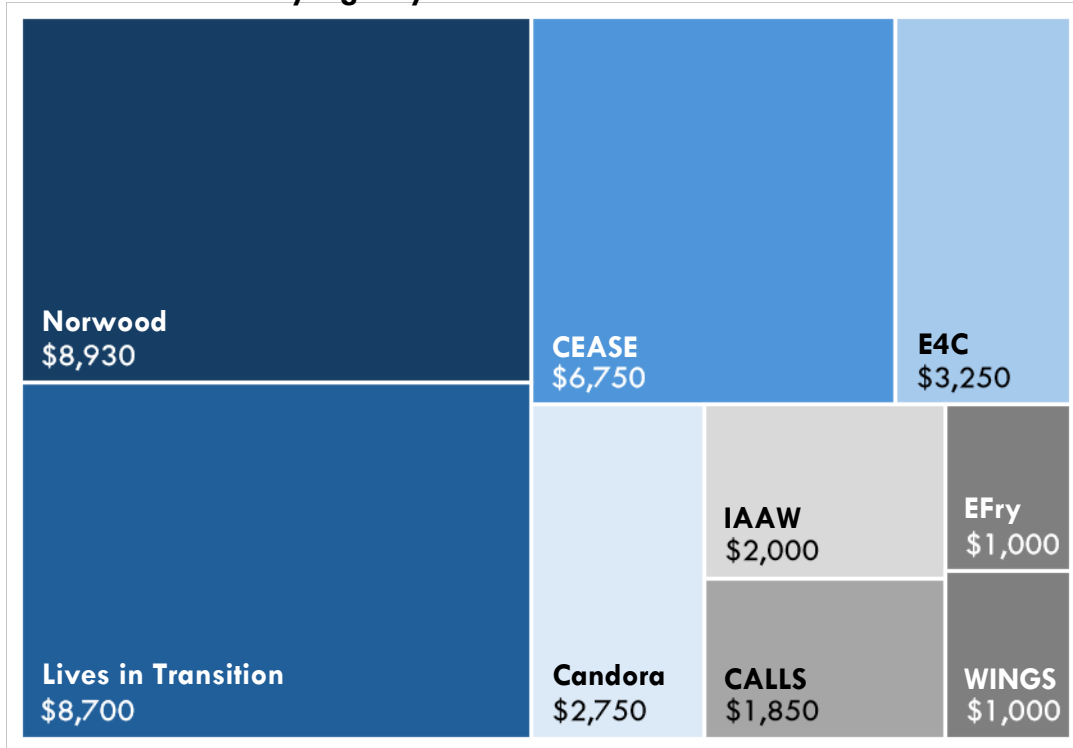 Norwood
$8,930
CEASE
$6,750
E4C
$3,250
Lives in Transition
$8,700
Candora
$2,750
IAAW
$2,000
EFry
$1,000
CALLS
$1,850
WINGS
$1,000